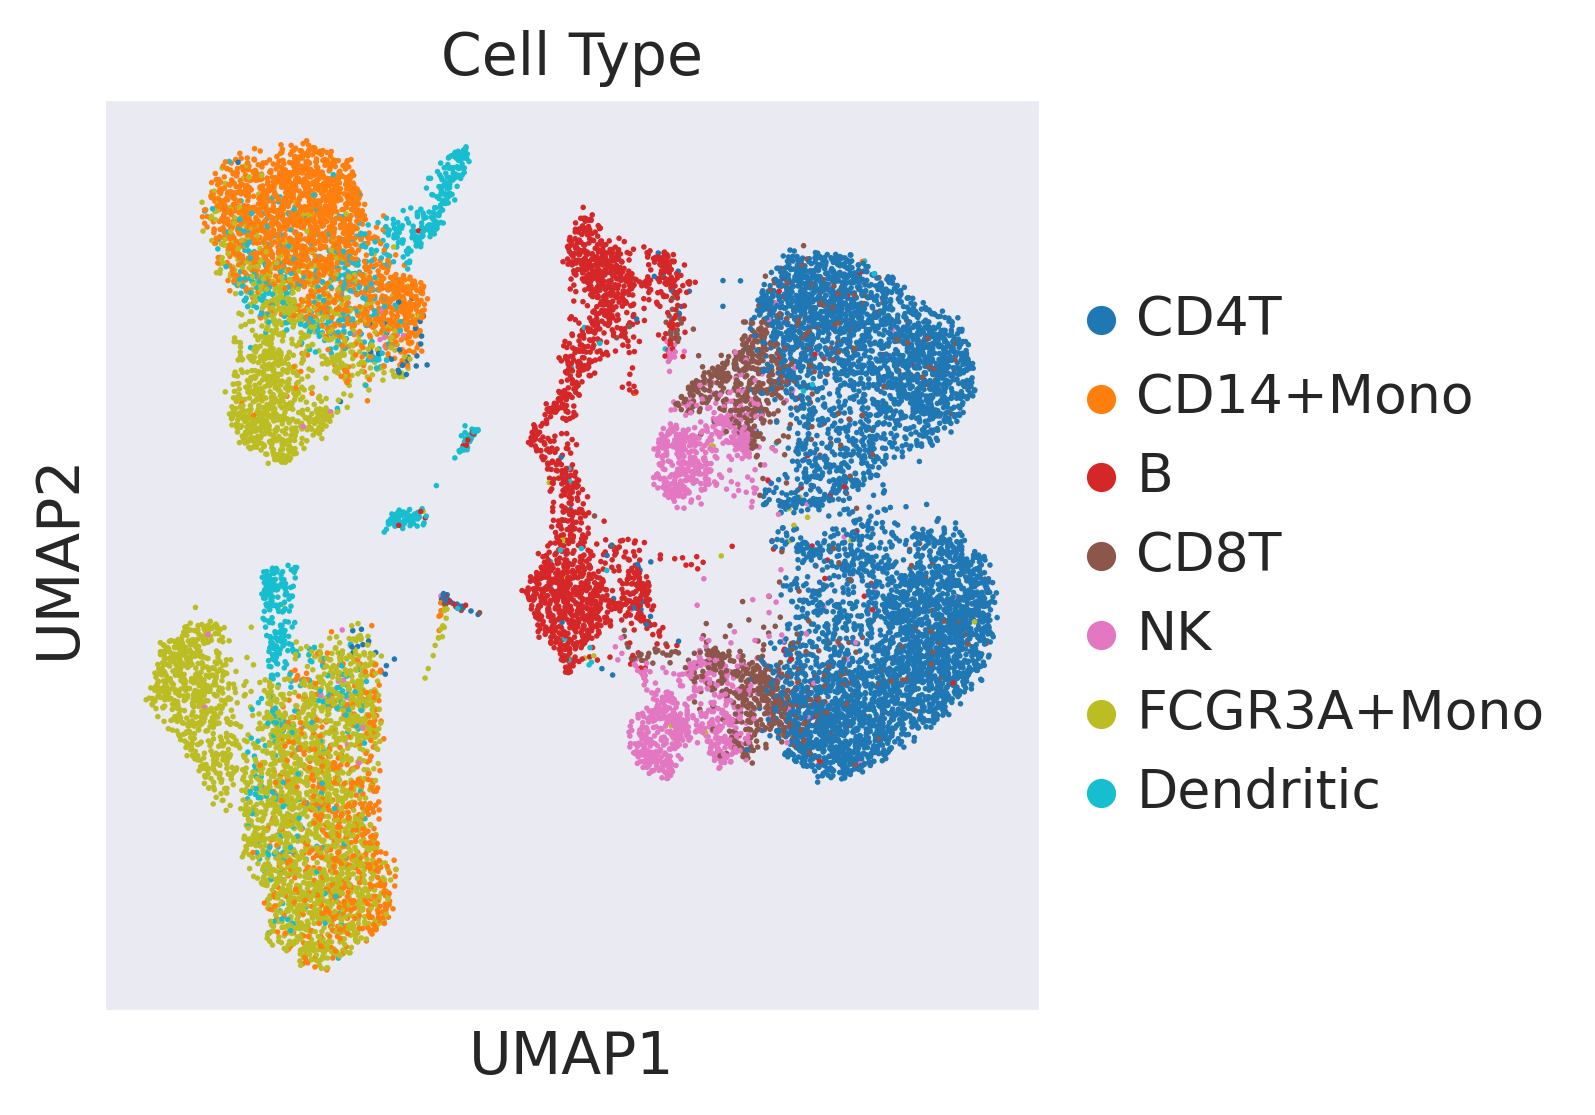 Cell Type
UMAP2
UMAP1
CD4T
CD14+Mono
B
CD8T
NK
FCGR3A+Mono
Dendritic